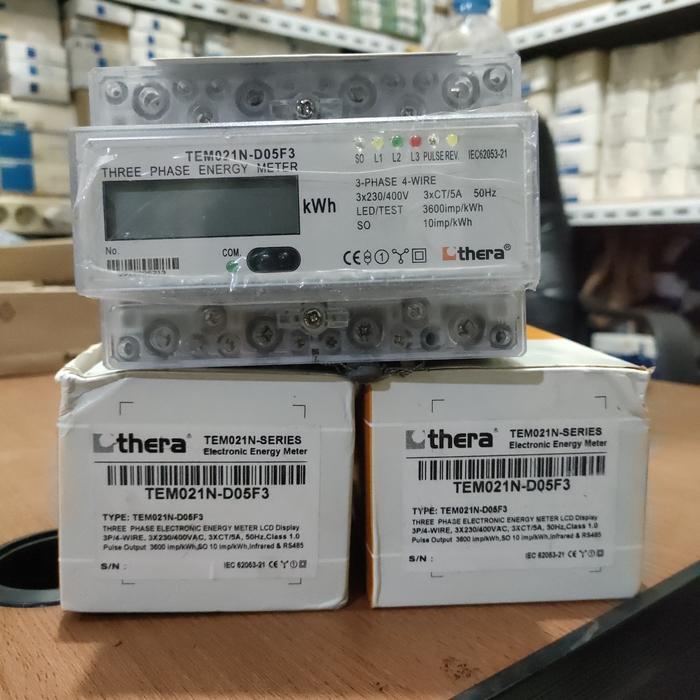 TEM021N-D05F3
THREE PHASE ENERGY METER
kWh
No.
COM.
SO L1 L2 L3 PULSE REV. IEC62053-21
3-PHASE 4-WIRE
3x230/400V 3xCT/5A 50Hz
LED/TEST 3600imp/kWh
SO 10imp/kWh
CE 1 thera®
thera® TEM021N-SERIES
Electronic Energy Meter
TEM021N-D05F3
TYPE: TEM021N-D05F3
THREE PHASE ELECTRONIC ENERGY METER LCD Display
3P/4-WIRE, 3X230/400VAC, 3XCT/5A, 50Hz,Class 1.0
Pulse Output 3600 imp/kWh,SO 10 imp/kWh,Infrared & RS485
S/N : IEC 62053-21 CE
thera® TEM021N-SERIES
Electronic Energy Meter
TEM021N-D05F3
TYPE: TEM021N-D05F3
THREE PHASE ELECTRONIC ENERGY METER LCD Display
3P/4-WIRE, 3X230/400VAC, 3XCT/5A, 50Hz,Class 1.0
Pulse Output 3600 imp/kWh,SO 10 imp/kWh,Infrared & RS485
S/N : IEC 62053-21 CE